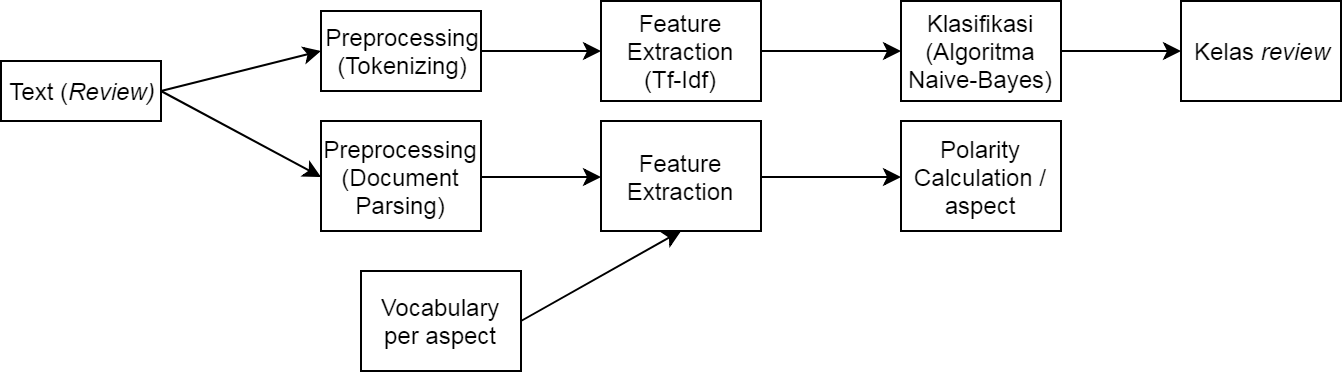 Text (Review)
Preprocessing
(Tokenizing)
Feature
Extraction
(Tf-Idf)
Klasifikasi
(Algoritma
Naive-Bayes)
Kelas review
Preprocessing
(Document
Parsing)
Feature
Extraction
Polarity
Calculation /
aspect
Vocabulary
per aspect